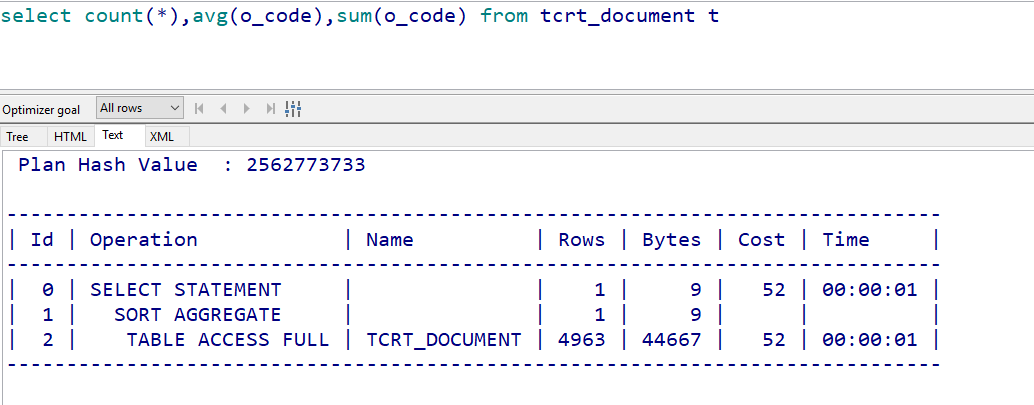 select count(*),avg(o_code),sum(o_code) from tcrt_document t
Optimizer goal All rows
Tree HTML Text XML
Plan Hash Value : 2562773733
-------------------------------------------------------------------------------
| Id | Operation | Name | Rows | Bytes | Cost | Time |
-------------------------------------------------------------------------------
| 0 | SELECT STATEMENT | | 1 | 9 | 52 | 00:00:01 |
| 1 | SORT AGGREGATE | | 1 | 9 | | |
| 2 | TABLE ACCESS FULL | TCRT_DOCUMENT | 4963 | 44667 | 52 | 00:00:01 |
-------------------------------------------------------------------------------